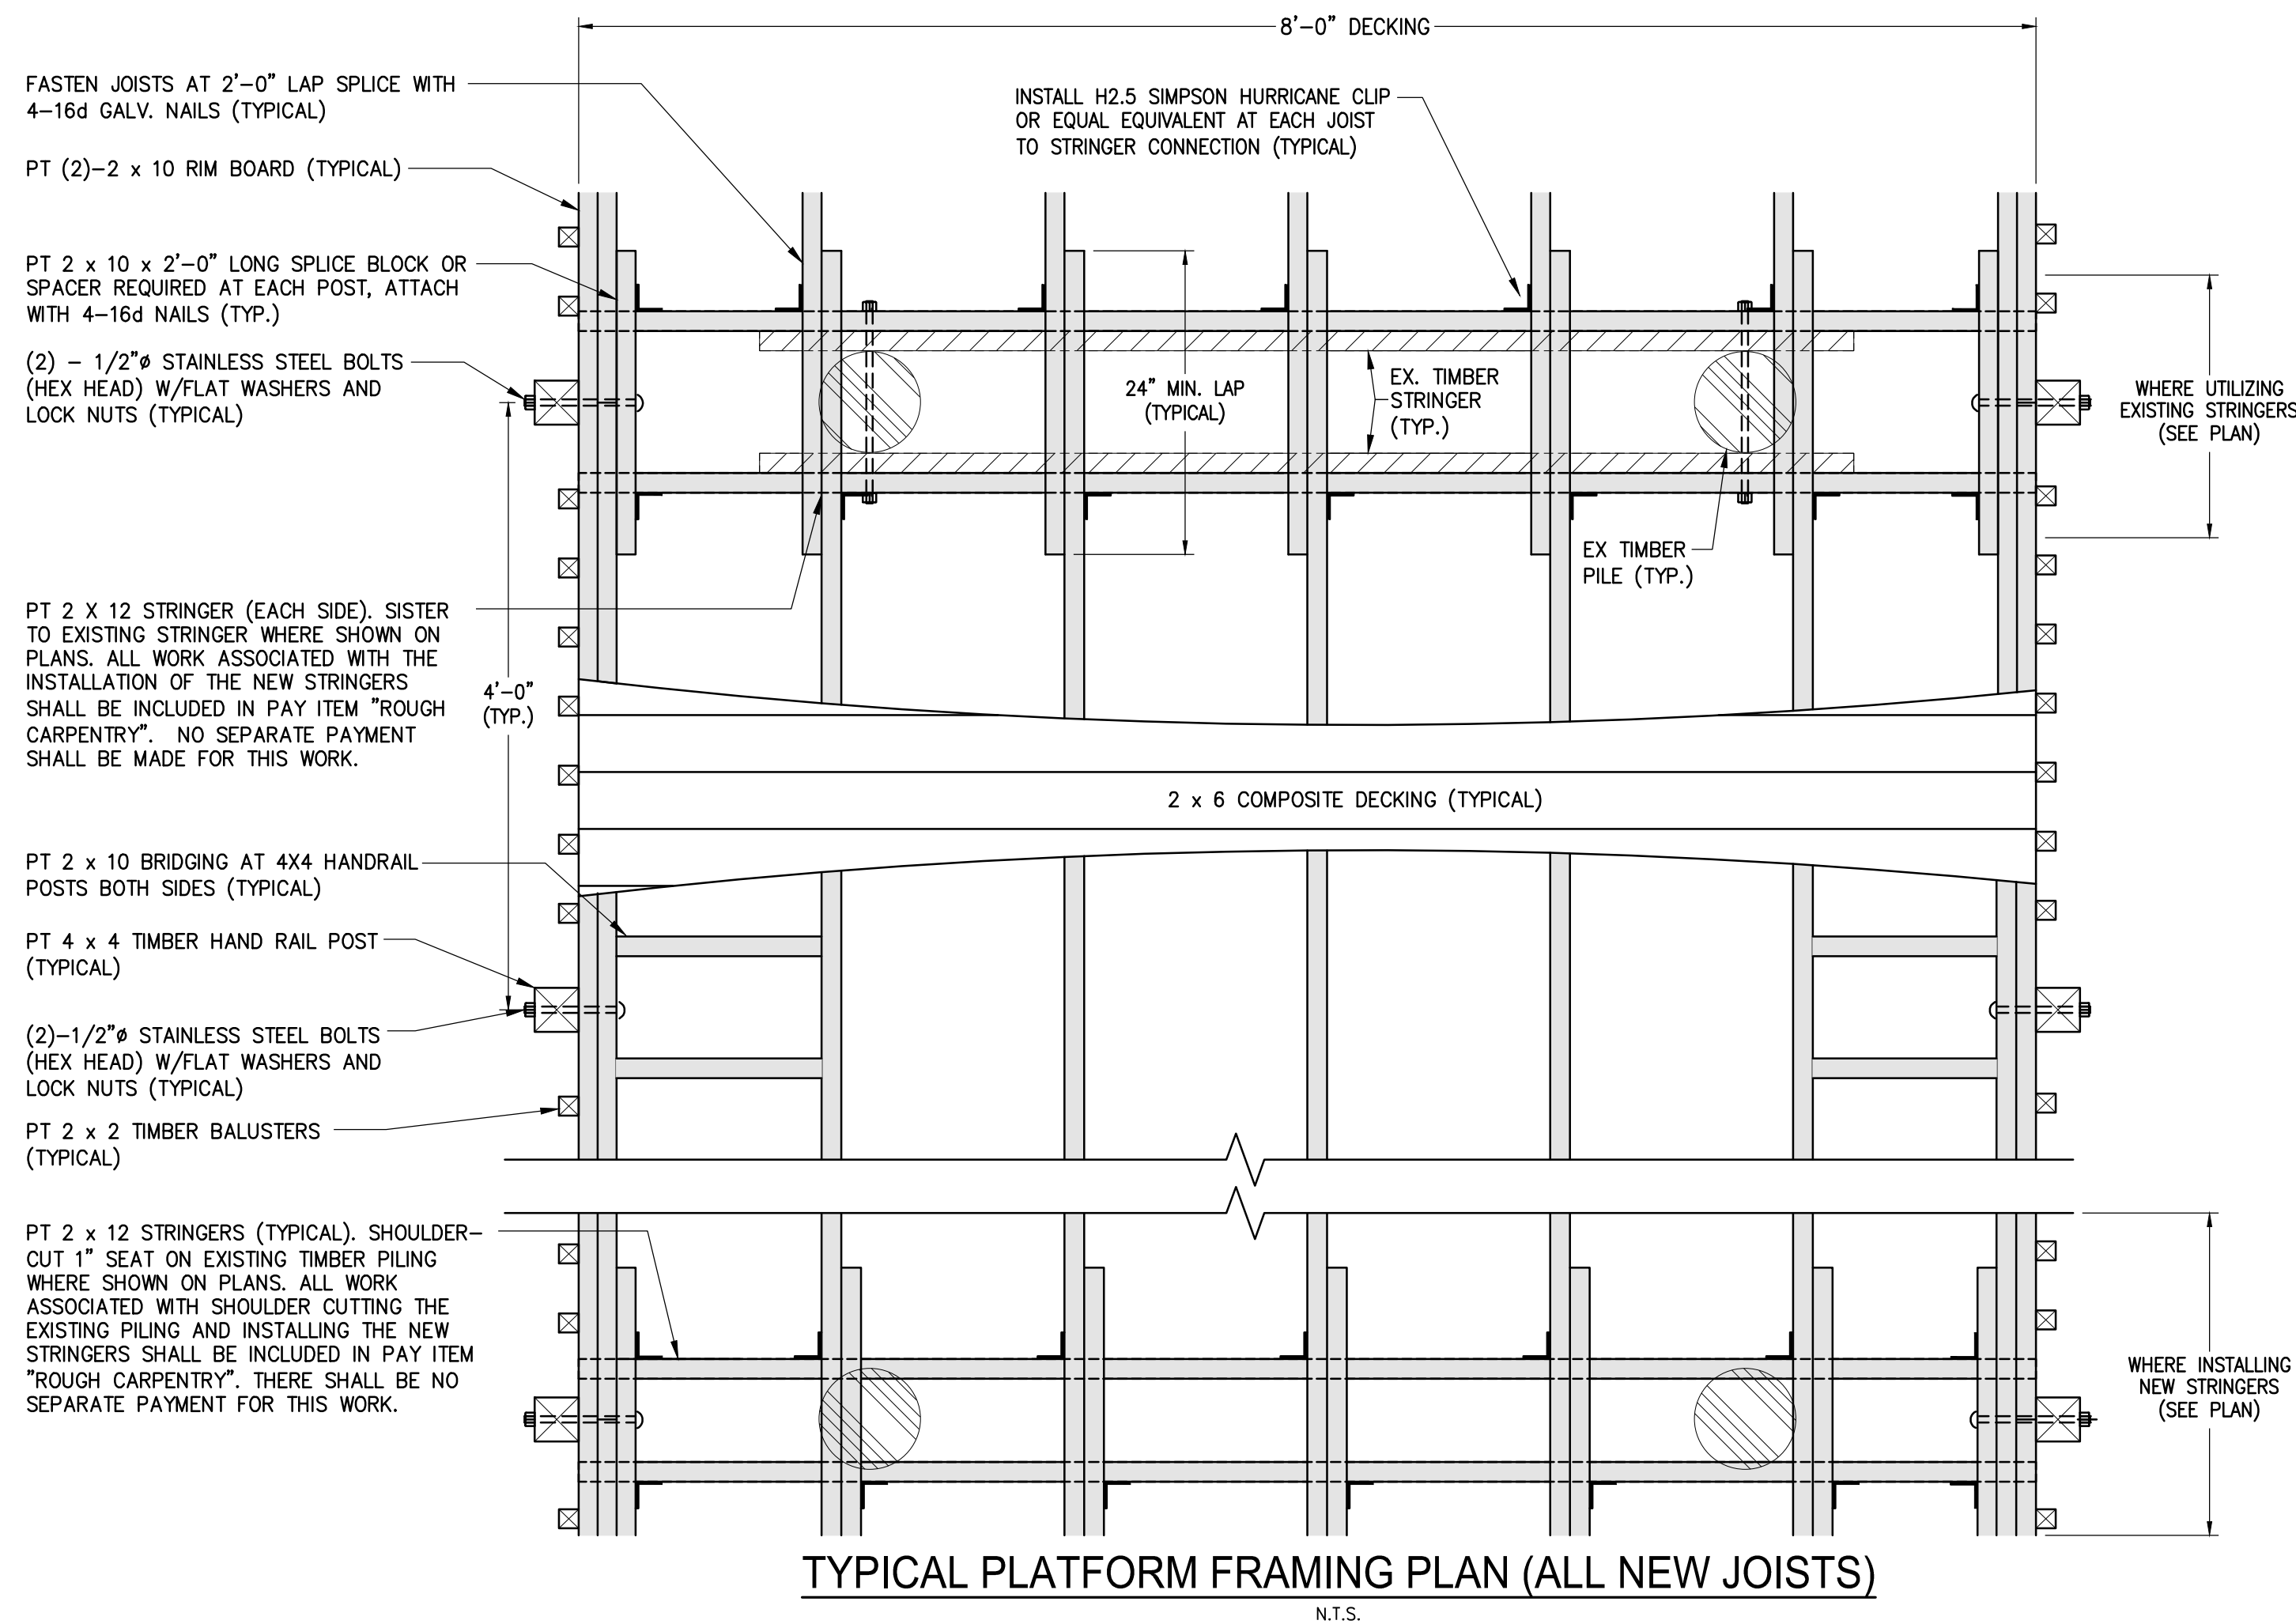 8'-0" DECKING
FASTEN JOISTS AT 2'-0" LAP SPLICE WITH
4-16d GALV. NAILS (TYPICAL)
INSTALL H2.5 SIMPSON HURRICANE CLIP
OR EQUAL EQUIVALENT AT EACH JOIST
TO STRINGER CONNECTION (TYPICAL)
PT (2)-2 x 10 RIM BOARD (TYPICAL)
PT 2 x 10 x 2'-0" LONG SPLICE BLOCK OR
SPACER REQUIRED AT EACH POST, ATTACH
WITH 4-16d NAILS (TYP.)
(2) - 1/2"ø STAINLESS STEEL BOLTS
(HEX HEAD) W/FLAT WASHERS AND
LOCK NUTS (TYPICAL)
24" MIN. LAP
(TYPICAL)
EX. TIMBER
STRINGER
(TYP.)
WHERE UTILIZING
EXISTING STRINGERS
(SEE PLAN)
EX TIMBER
PILE (TYP.)
PT 2 X 12 STRINGER (EACH SIDE). SISTER
TO EXISTING STRINGER WHERE SHOWN ON
PLANS. ALL WORK ASSOCIATED WITH THE
INSTALLATION OF THE NEW STRINGERS
SHALL BE INCLUDED IN PAY ITEM "ROUGH
CARPENTRY". NO SEPARATE PAYMENT
SHALL BE MADE FOR THIS WORK.
4'-0"
(TYP.)
2 x 6 COMPOSITE DECKING (TYPICAL)
PT 2 x 10 BRIDGING AT 4X4 HANDRAIL
POSTS BOTH SIDES (TYPICAL)
PT 4 x 4 TIMBER HAND RAIL POST
(TYPICAL)
(2)-1/2"ø STAINLESS STEEL BOLTS
(HEX HEAD) W/FLAT WASHERS AND
LOCK NUTS (TYPICAL)
PT 2 x 2 TIMBER BALUSTERS
(TYPICAL)
PT 2 x 12 STRINGERS (TYPICAL). SHOULDER-
CUT 1" SEAT ON EXISTING TIMBER PILING
WHERE SHOWN ON PLANS. ALL WORK
ASSOCIATED WITH SHOULDER CUTTING THE
EXISTING PILING AND INSTALLING THE NEW
STRINGERS SHALL BE INCLUDED IN PAY ITEM
"ROUGH CARPENTRY". THERE SHALL BE NO
SEPARATE PAYMENT FOR THIS WORK.
WHERE INSTALLING
NEW STRINGERS
(SEE PLAN)
TYPICAL PLATFORM FRAMING PLAN (ALL NEW JOISTS)
N.T.S.